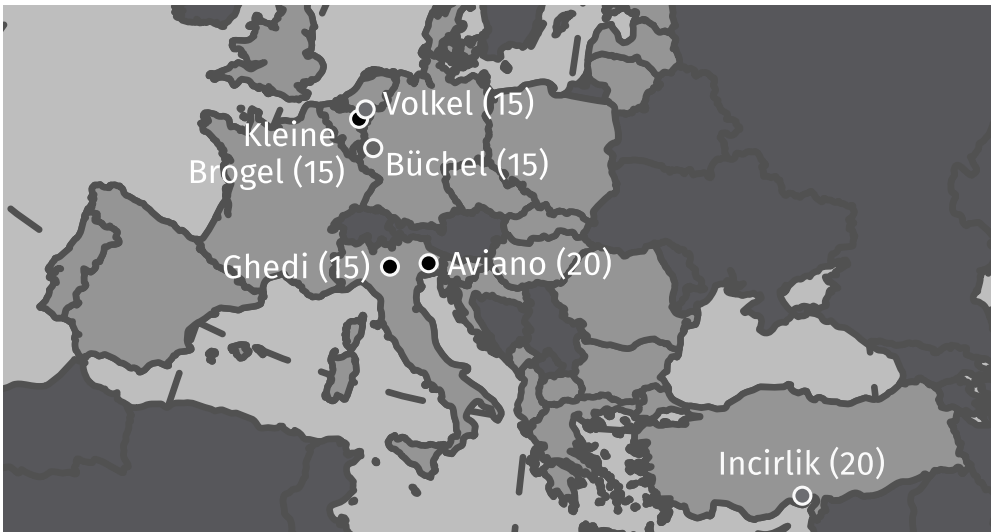 Volkel (15)
Kleine
Brogel (15)
Büchel (15)
Ghedi (15)
Aviano (20)
Incirlik (20)